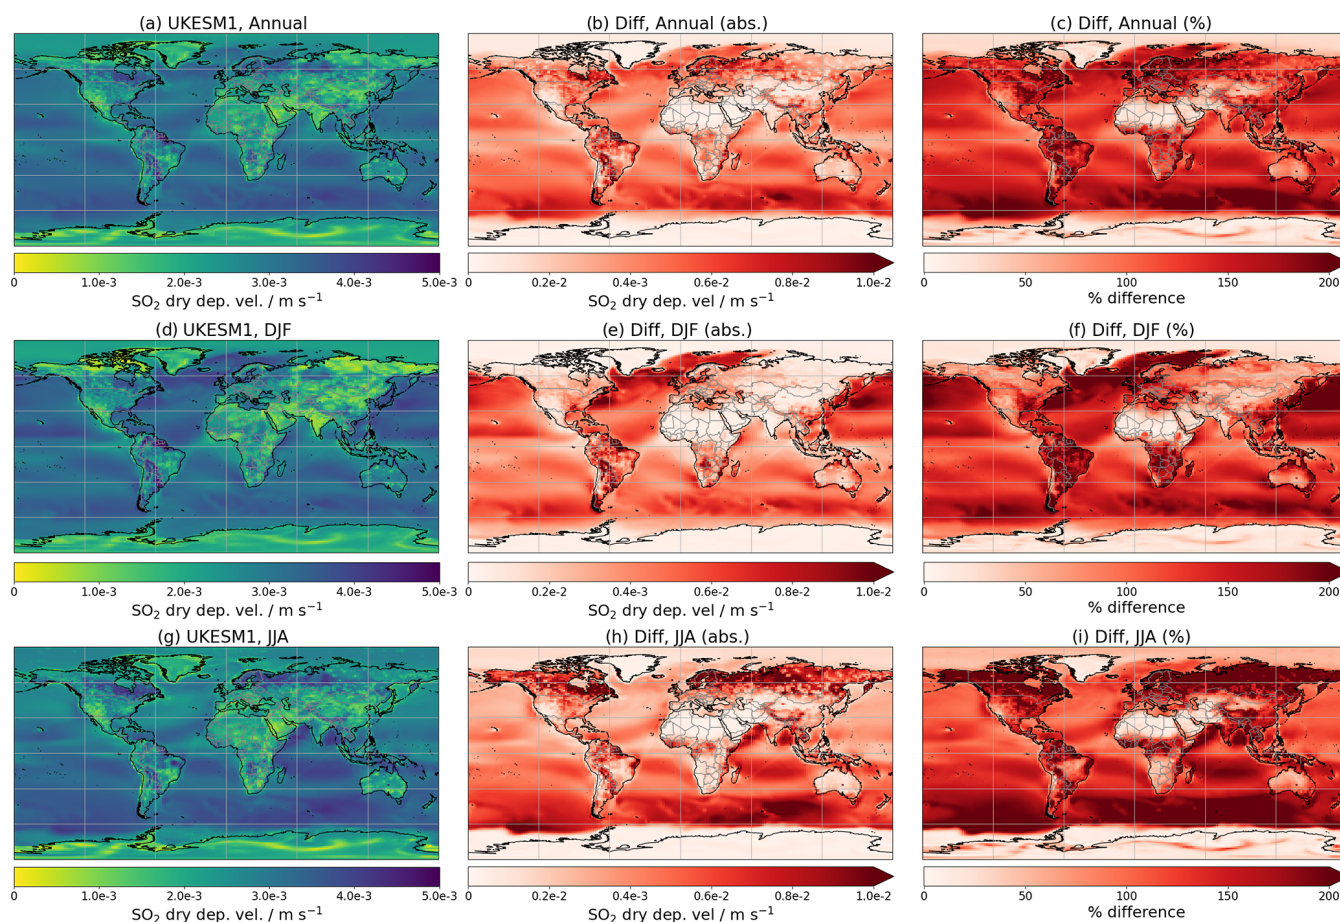 (a) UKESM1, Annual
(b) Diff, Annual (abs.)
(c) Diff, Annual (%)
0 1.0e-3 2.0e-3 3.0e-3 4.0e-3 5.0e-3
SO₂ dry dep. vel. / m s⁻¹
0 0.2e-2 0.4e-2 0.6e-2 0.8e-2 1.0e-2
SO₂ dry dep. vel / m s⁻¹
0 50 100 150 200
% difference
(d) UKESM1, DJF
(e) Diff, DJF (abs.)
(f) Diff, DJF (%)
0 1.0e-3 2.0e-3 3.0e-3 4.0e-3 5.0e-3
SO₂ dry dep. vel. / m s⁻¹
0 0.2e-2 0.4e-2 0.6e-2 0.8e-2 1.0e-2
SO₂ dry dep. vel / m s⁻¹
0 50 100 150 200
% difference
(g) UKESM1, JJA
(h) Diff, JJA (abs.)
(i) Diff, JJA (%)
0 1.0e-3 2.0e-3 3.0e-3 4.0e-3 5.0e-3
SO₂ dry dep. vel. / m s⁻¹
0 0.2e-2 0.4e-3 0.6e-2 0.8e-2 1.0e-2
SO₂ dry dep. vel / m s⁻¹
0 50 100 150 200
% difference